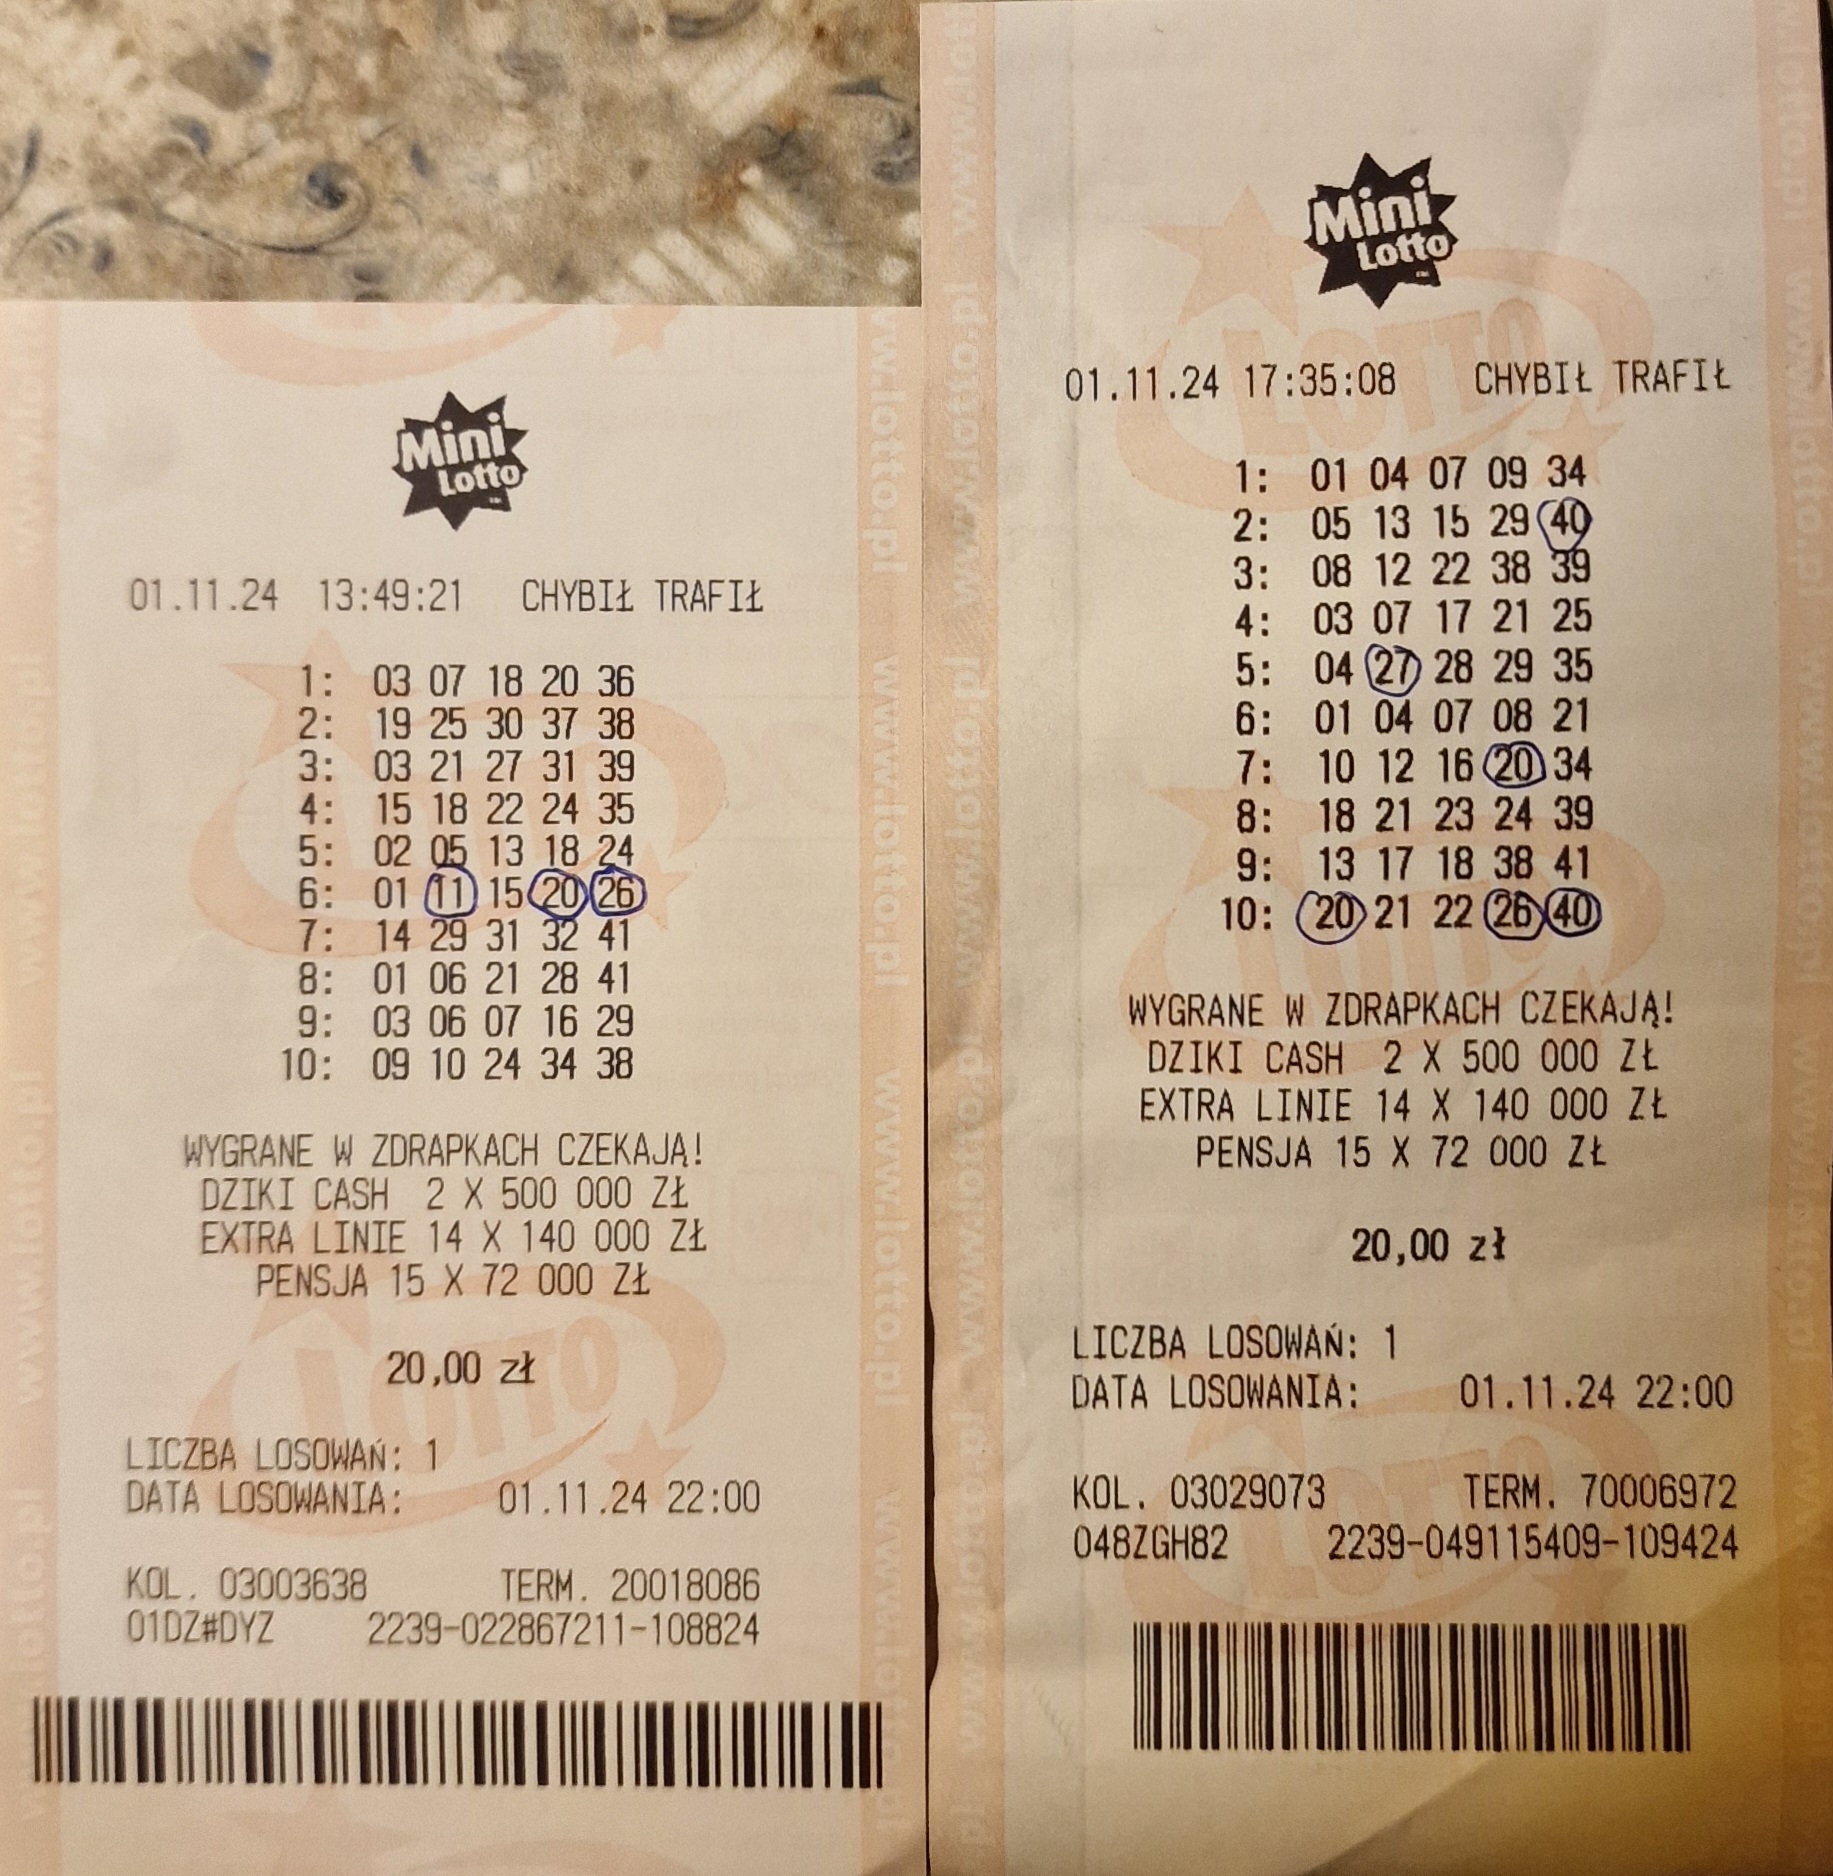 Mini
Lotto
01.11.24 13:49:21 CHYBIŁ TRAFIŁ
1: 03 07 18 20 36
2: 19 25 30 37 38
3: 03 21 27 31 39
4: 15 18 22 24 35
5: 02 05 13 18 24
6: 01 11 15 20 26
7: 14 29 31 32 41
8: 01 06 21 28 41
9: 03 06 07 16 29
10: 09 10 24 34 38
WYGRANE W ZDRAPKACH CZEKAJĄ!
DZIKI CASH 2 X 500 000 ZŁ
EXTRA LINIE 14 X 140 000 ZŁ
PENSJA 15 X 72 000 ZŁ
20,00 zł
LICZBA LOSOWAŃ: 1
DATA LOSOWANIA: 01.11.24 22:00
KOL. 03003638 TERM. 20018086
01DZ#DYZ 2239-022867211-108824
www.lotto.pl
LOTTO
Mini
Lotto
01.11.24 17:35:08 CHYBIŁ TRAFIŁ
1: 01 04 07 09 34
2: 05 13 15 29 40
3: 08 12 22 38 39
4: 03 07 17 21 25
5: 04 27 28 29 35
6: 01 04 07 08 21
7: 10 12 16 20 34
8: 18 21 23 24 39
9: 13 17 18 38 41
10: 20 21 22 26 40
WYGRANE W ZDRAPKACH CZEKAJĄ!
DZIKI CASH 2 X 500 000 ZŁ
EXTRA LINIE 14 X 140 000 ZŁ
PENSJA 15 X 72 000 ZŁ
20,00 zł
LICZBA LOSOWAŃ: 1
DATA LOSOWANIA: 01.11.24 22:00
KOL. 03029073 TERM. 70006972
048ZGH82 2239-049115409-109424
www.lotto.pl
LOTTO